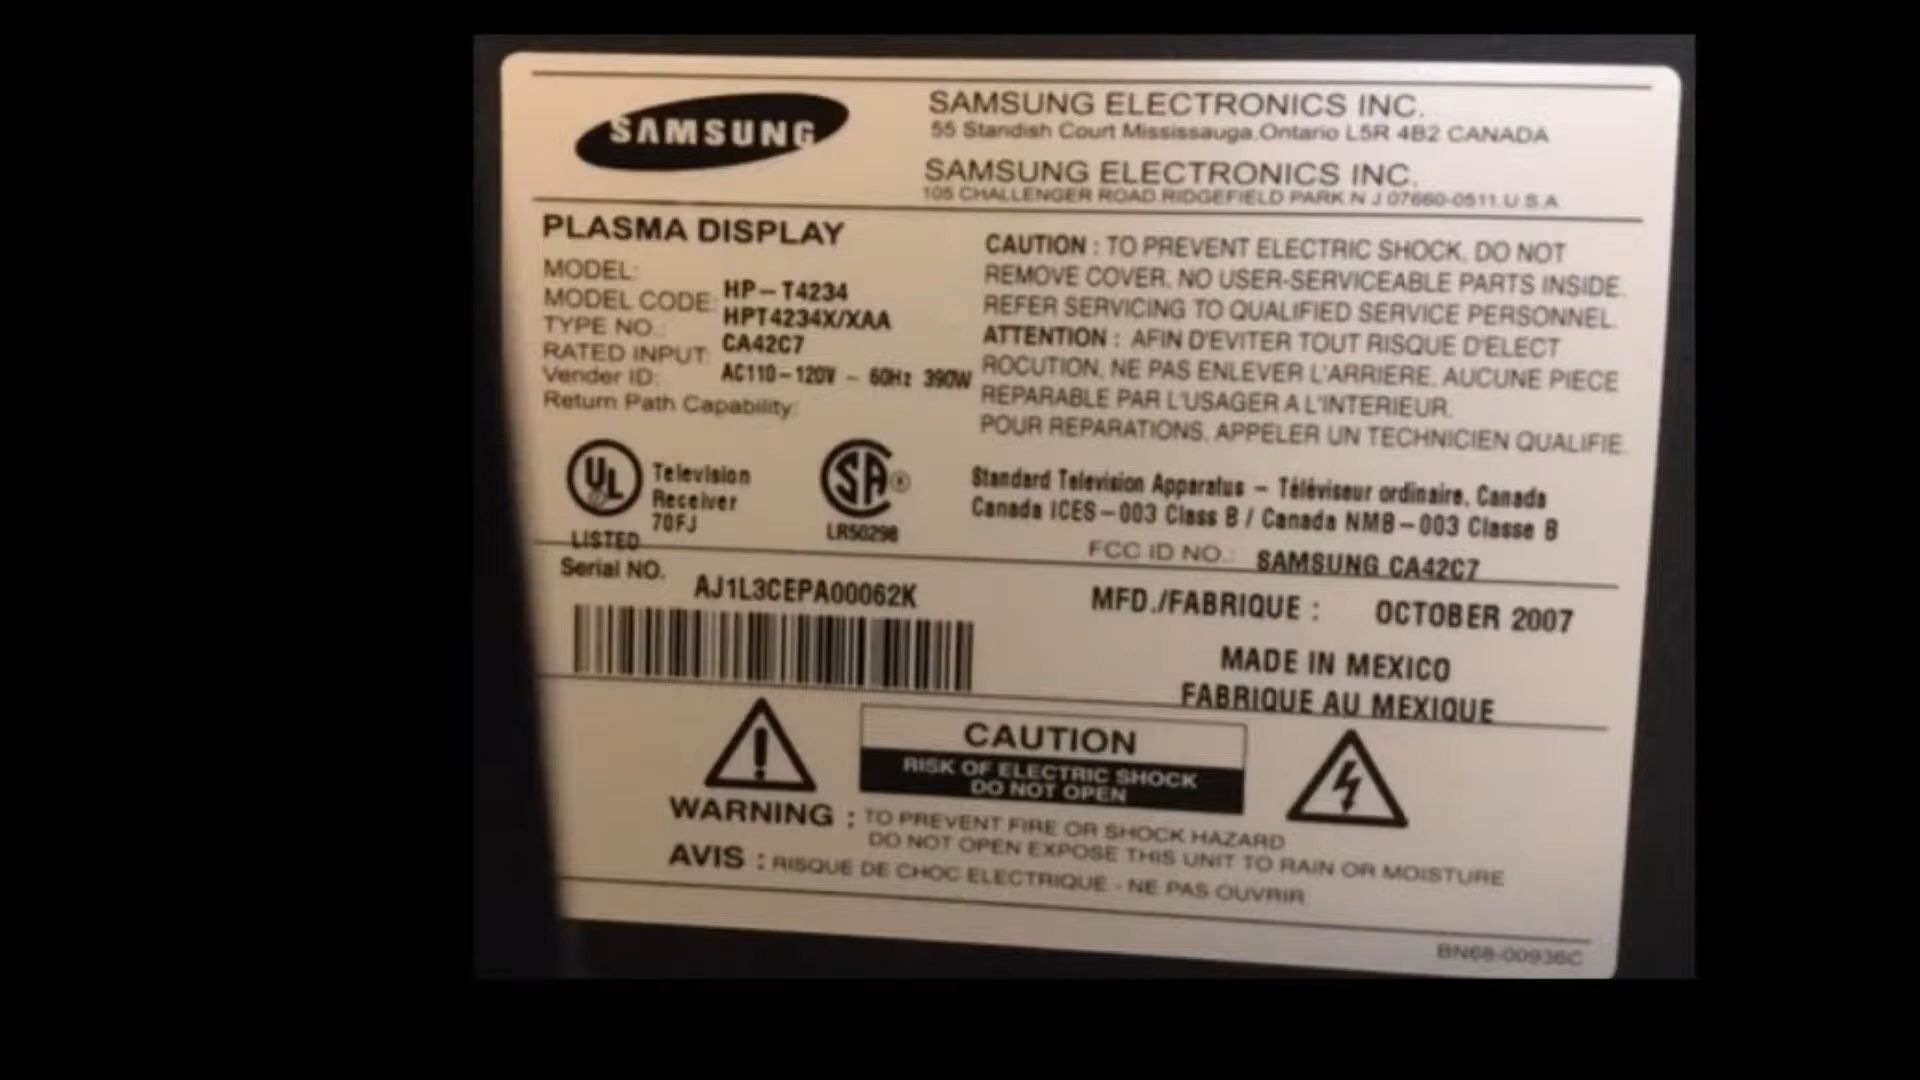 SAMSUNG
SAMSUNG ELECTRONICS INC.
55 Standish Court Mississauga.Ontario L5R 4B2 CANADA
SAMSUNG ELECTRONICS INC.
105 CHALLENGER ROAD.RIDGEFIELD PARK N J 07660-0511.U.S.A
PLASMA DISPLAY
MODEL: HP-T4234
MODEL CODE: HPT4234X/XAA
TYPE NO.: CA42C7
RATED INPUT: AC110-120V ~ 60Hz 390W
Vender ID:
Return Path Capability:
CAUTION : TO PREVENT ELECTRIC SHOCK, DO NOT
REMOVE COVER. NO USER-SERVICEABLE PARTS INSIDE.
REFER SERVICING TO QUALIFIED SERVICE PERSONNEL.
ATTENTION : AFIN D'EVITER TOUT RISQUE D'ELECT
ROCUTION, NE PAS ENLEVER L'ARRIERE. AUCUNE PIECE
REPARABLE PAR L'USAGER A L'INTERIEUR.
POUR REPARATIONS, APPELER UN TECHNICIEN QUALIFIE.
UL
LISTED
Television
Receiver
70FJ
SA®
LR50298
Standard Television Apparatus - Téléviseur ordinaire, Canada
Canada ICES-003 Class B / Canada NMB-003 Classe B
FCC ID NO.: SAMSUNG CA42C7
Serial NO. AJ1L3CEPA00062K
MFD./FABRIQUE : OCTOBER 2007
MADE IN MEXICO
FABRIQUE AU MEXIQUE
CAUTION
RISK OF ELECTRIC SHOCK
DO NOT OPEN
WARNING : TO PREVENT FIRE OR SHOCK HAZARD
DO NOT OPEN EXPOSE THIS UNIT TO RAIN OR MOISTURE
AVIS : RISQUE DE CHOC ELECTRIQUE - NE PAS OUVRIR
BN68-00936C